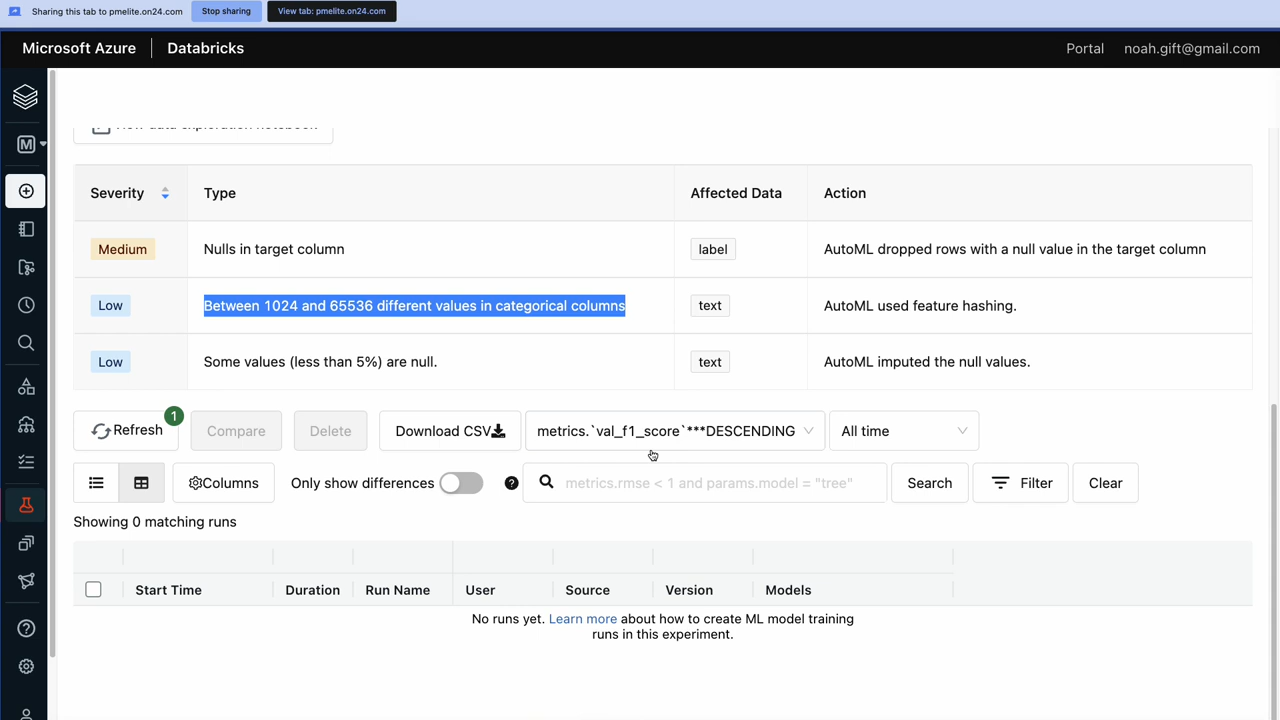 Sharing this tab to pmelite.on24.com Stop sharing View tab: pmelite.on24.com
Microsoft Azure Databricks Portal noah.gift@gmail.com
M
Severity Type Affected Data Action
Medium Nulls in target column label AutoML dropped rows with a null value in the target column
Low Between 1024 and 65536 different values in categorical columns text AutoML used feature hashing.
Low Some values (less than 5%) are null. text AutoML imputed the null values.
Refresh 1 Compare Delete Download CSV metrics.`val_f1_score`***DESCENDING All time
Columns Only show differences ? metrics.rmse < 1 and params.model = "tree" Search Filter Clear
Showing 0 matching runs
Start Time Duration Run Name User Source Version Models
No runs yet. Learn more about how to create ML model training
runs in this experiment.